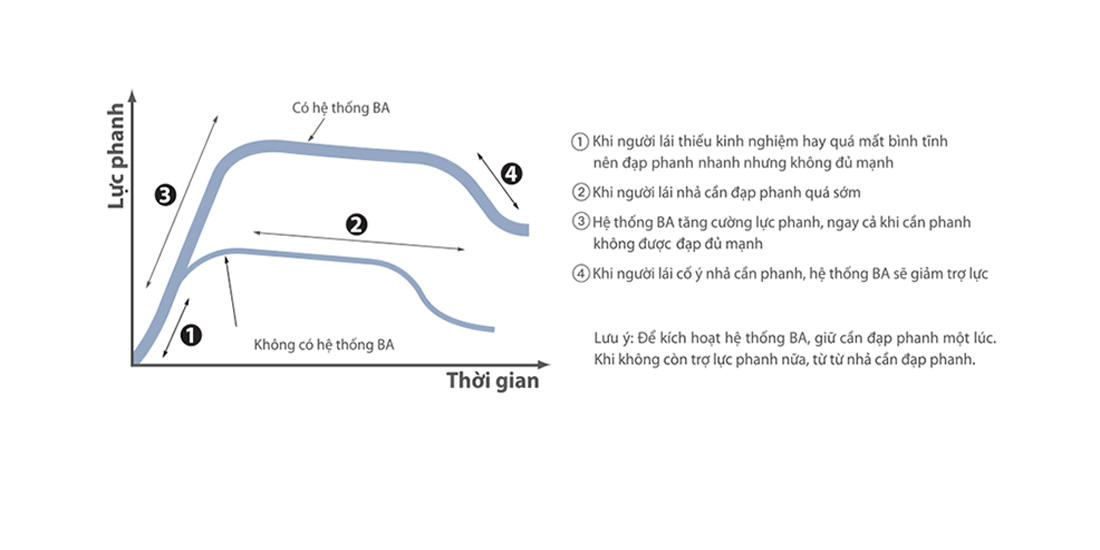 Có hệ thống BA
Lực phanh
3
4
2
1
Không có hệ thống BA
Thời gian
① Khi người lái thiếu kinh nghiệm hay quá mất bình tĩnh
nên đạp phanh nhanh nhưng không đủ mạnh
② Khi người lái nhả cần đạp phanh quá sớm
③ Hệ thống BA tăng cường lực phanh, ngay cả khi cần phanh
không được đạp đủ mạnh
④ Khi người lái cố ý nhả cần phanh, hệ thống BA sẽ giảm trợ lực
Lưu ý: Để kích hoạt hệ thống BA, giữ cần đạp phanh một lúc.
Khi không còn trợ lực phanh nữa, từ từ nhả cần đạp phanh.